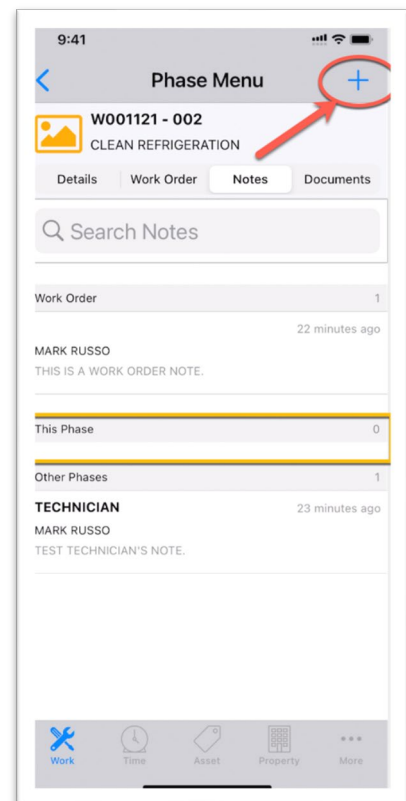 9:41
Phase Menu
W001121 - 002
CLEAN REFRIGERATION
Details Work Order Notes Documents
Search Notes
Work Order 1
22 minutes ago
MARK RUSSO
THIS IS A WORK ORDER NOTE.
This Phase 0
Other Phases 1
TECHNICIAN 23 minutes ago
MARK RUSSO
TEST TECHNICIAN'S NOTE.
Work Time Asset Property More